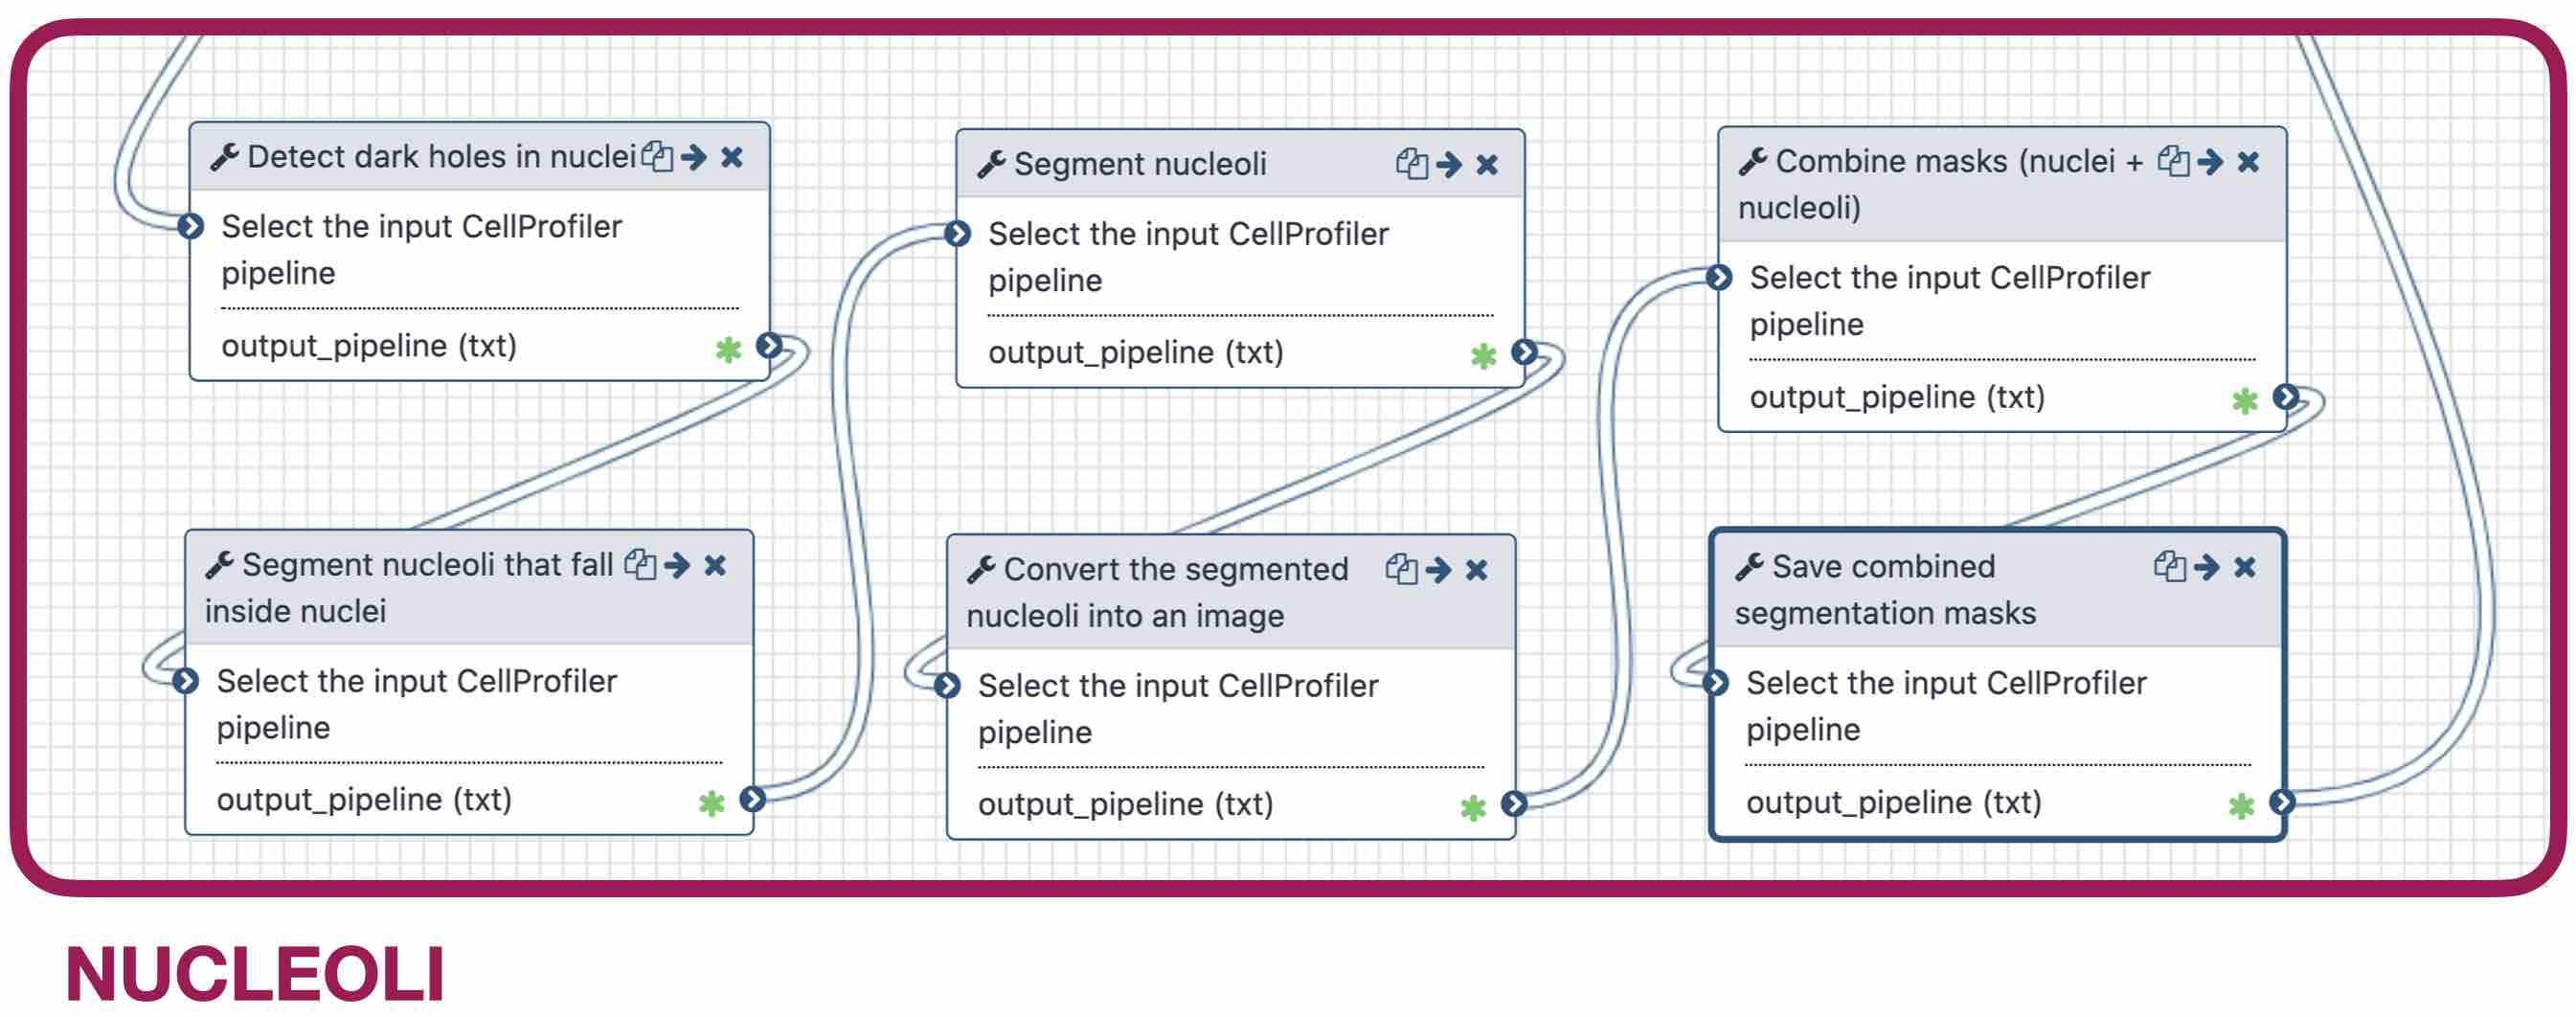 Detect dark holes in nuclei
Select the input CellProfiler
pipeline
output_pipeline (txt)
Segment nucleoli that fall
inside nuclei
Select the input CellProfiler
pipeline
output_pipeline (txt)
Segment nucleoli
Select the input CellProfiler
pipeline
output_pipeline (txt)
Convert the segmented
nucleoli into an image
Select the input CellProfiler
pipeline
output_pipeline (txt)
Combine masks (nuclei +
nucleoli)
Select the input CellProfiler
pipeline
output_pipeline (txt)
Save combined
segmentation masks
Select the input CellProfiler
pipeline
output_pipeline (txt)
NUCLEOLI